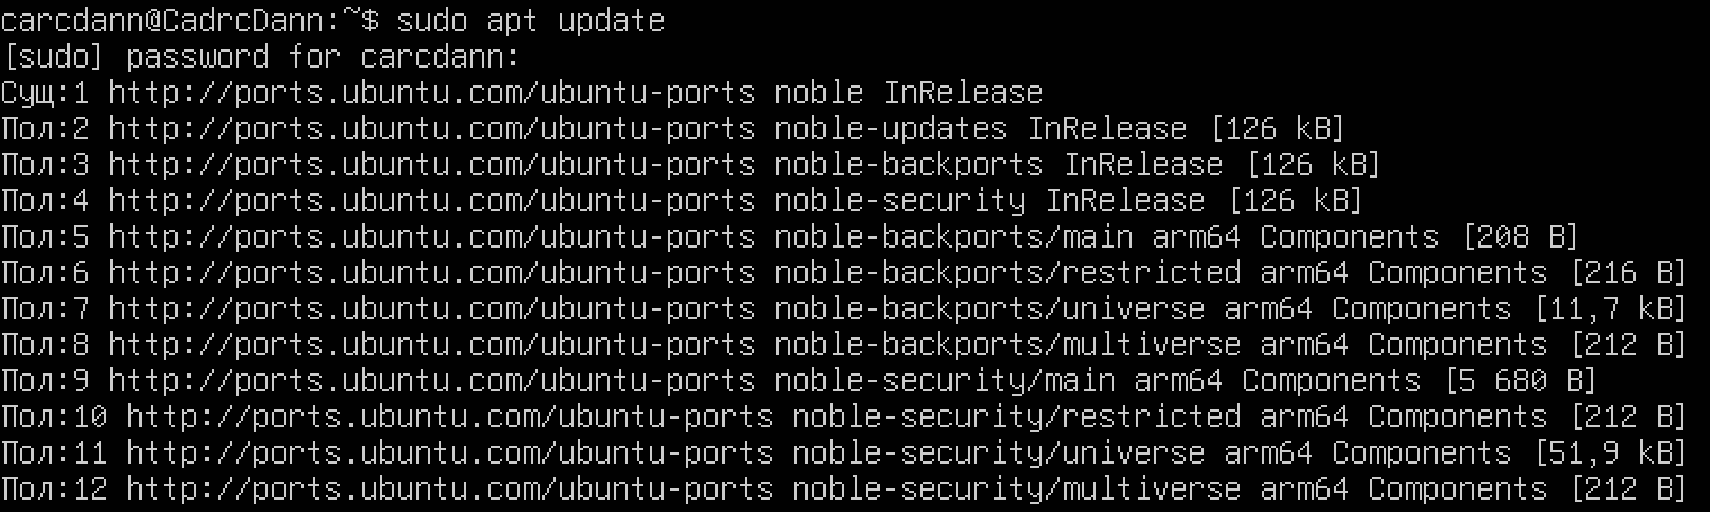 carcdann@CadrcDann:~$ sudo apt update
[sudo] password for carcdann:
Сущ:1 http://ports.ubuntu.com/ubuntu-ports noble InRelease
Пол:2 http://ports.ubuntu.com/ubuntu-ports noble-updates InRelease [126 kB]
Пол:3 http://ports.ubuntu.com/ubuntu-ports noble-backports InRelease [126 kB]
Пол:4 http://ports.ubuntu.com/ubuntu-ports noble-security InRelease [126 kB]
Пол:5 http://ports.ubuntu.com/ubuntu-ports noble-backports/main arm64 Components [208 B]
Пол:6 http://ports.ubuntu.com/ubuntu-ports noble-backports/restricted arm64 Components [216 B]
Пол:7 http://ports.ubuntu.com/ubuntu-ports noble-backports/universe arm64 Components [11,7 kB]
Пол:8 http://ports.ubuntu.com/ubuntu-ports noble-backports/multiverse arm64 Components [212 B]
Пол:9 http://ports.ubuntu.com/ubuntu-ports noble-security/main arm64 Components [5 680 B]
Пол:10 http://ports.ubuntu.com/ubuntu-ports noble-security/restricted arm64 Components [212 B]
Пол:11 http://ports.ubuntu.com/ubuntu-ports noble-security/universe arm64 Components [51,9 kB]
Пол:12 http://ports.ubuntu.com/ubuntu-ports noble-security/multiverse arm64 Components [212 B]